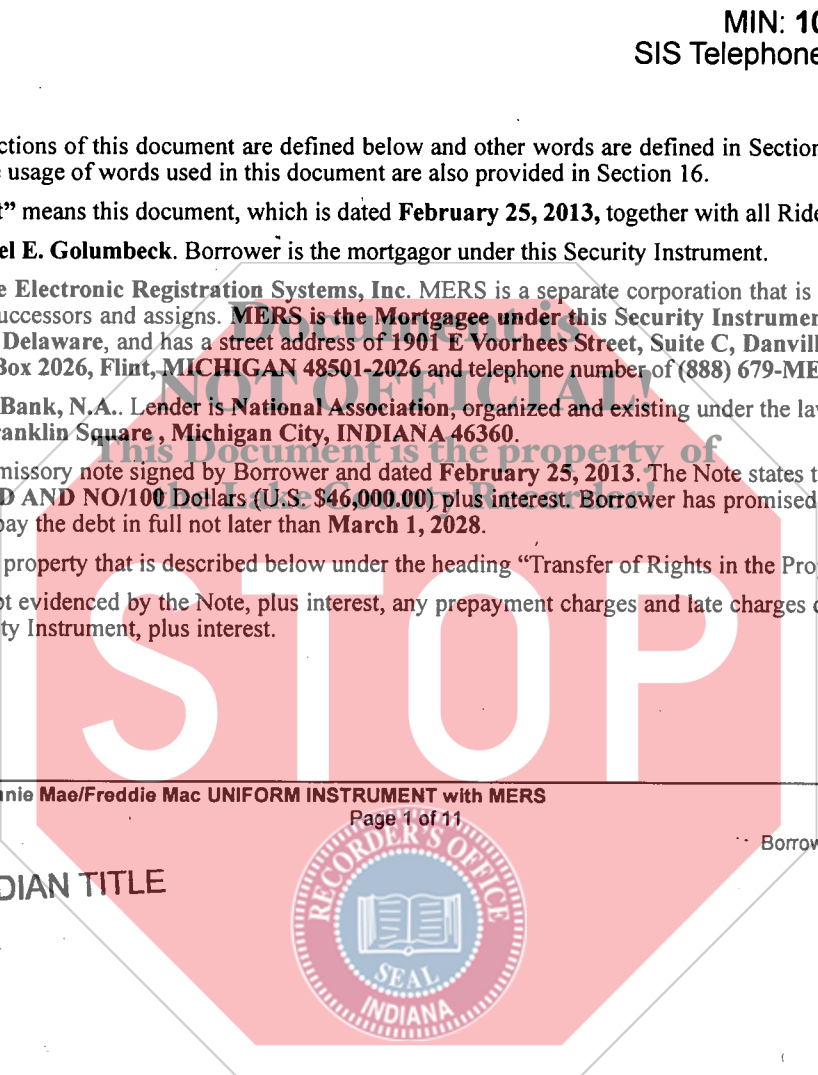 MIN: 10
SIS Telephone
ctions of this document are defined below and other words are defined in Section
usage of words used in this document are also provided in Section 16.
t” means this document, which is dated February 25, 2013, together with all Ride
el E. Golumbeck. Borrower is the mortgagor under this Security Instrument.
e Electronic Registration Systems, Inc. MERS is a separate corporation that is
uccessors and assigns. MERS is the Mortgagee under this Security Instrumen
Delaware, and has a street address of 1901 E Voorhees Street, Suite C, Danvill
Box 2026, Flint, MICHIGAN 48501-2026 and telephone number of (888) 679-ME
Bank, N.A.. Lender is National Association, organized and existing under the la
anklin Square , Michigan City, INDIANA 46360.
missory note signed by Borrower and dated February 25, 2013. The Note states t
D AND NO/100 Dollars (U.S. $46,000.00) plus interest. Borrower has promised
pay the debt in full not later than March 1, 2028.
property that is described below under the heading “Transfer of Rights in the Pro
t evidenced by the Note, plus interest, any prepayment charges and late charges
ty Instrument, plus interest.
Document is
NOT OFFICIAL!
This Document is the property of
the Lake County Recorder!
STOP
nnie Mae/Freddie Mac UNIFORM INSTRUMENT with MERS
Page 1 of 11
Borrow
DIAN TITLE
RECORDER'S OFFICE
SEAL
INDIANA